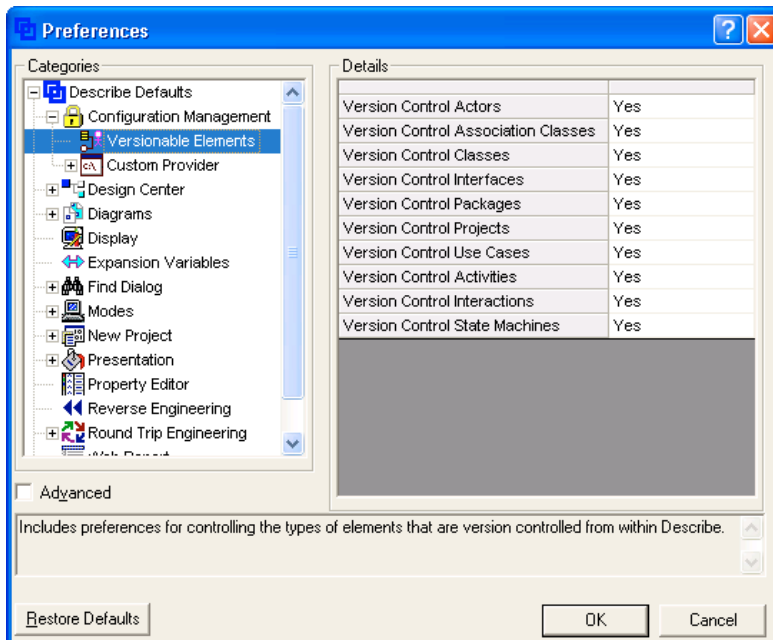 Preferences
Categories
Describe Defaults
Configuration Management
Versionable Elements
Custom Provider
Design Center
Diagrams
Display
Expansion Variables
Find Dialog
Modes
New Project
Presentation
Property Editor
Reverse Engineering
Round Trip Engineering
Web Report
Advanced
Details
Version Control Actors Yes
Version Control Association Classes Yes
Version Control Classes Yes
Version Control Interfaces Yes
Version Control Packages Yes
Version Control Projects Yes
Version Control Use Cases Yes
Version Control Activities Yes
Version Control Interactions Yes
Version Control State Machines Yes
Includes preferences for controlling the types of elements that are version controlled from within Describe.
Restore Defaults
OK
Cancel